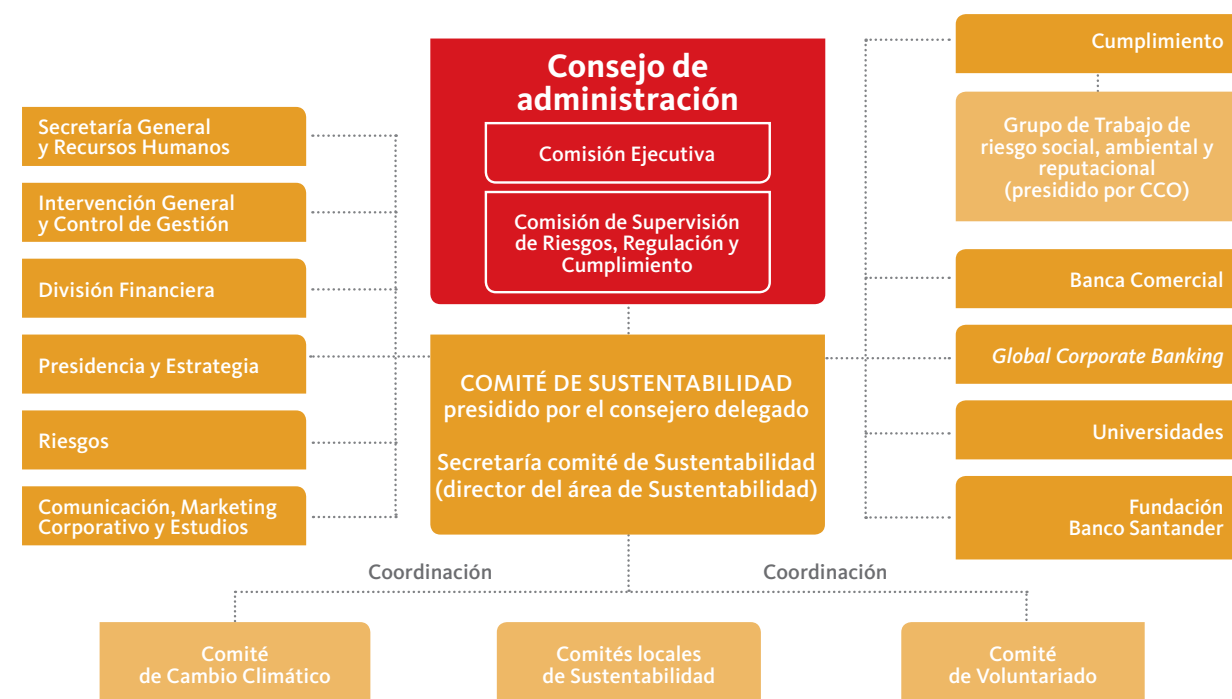 Consejo de
administración
Comisión Ejecutiva
Comisión de Supervisión
de Riesgos, Regulación y
Cumplimiento
Secretaría General
y Recursos Humanos
Intervención General
y Control de Gestión
División Financiera
Presidencia y Estrategia
Riesgos
Comunicación, Marketing
Corporativo y Estudios
COMITÉ DE SUSTENTABILIDAD
presidido por el consejero delegado
Secretaría comité de Sustentabilidad
(director del área de Sustentabilidad)
Cumplimiento
Grupo de Trabajo de
riesgo social, ambiental y
reputacional
(presidido por CCO)
Banca Comercial
Global Corporate Banking
Universidades
Fundación
Banco Santander
Coordinación
Coordinación
Comité
de Cambio Climático
Comités locales
de Sustentabilidad
Comité
de Voluntariado